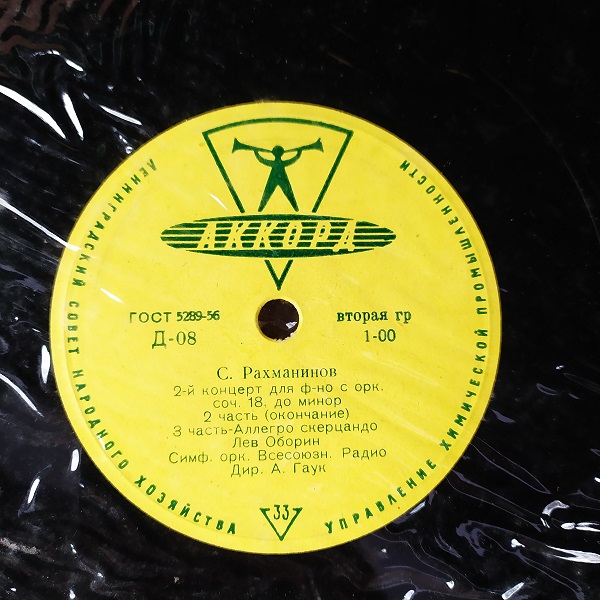 АККОРД
ЛЕНИНГРАДСКИЙ СОВЕТ НАРОДНОГО ХОЗЯЙСТВА
УПРАВЛЕНИЕ ХИМИЧЕСКОЙ ПРОМЫШЛЕННОСТИ
ГОСТ 5289-56
Д-08
вторая гр
1-00
С. Рахманинов
2-й концерт для ф-но с орк.
соч. 18. до минор
2 часть (окончание)
3 часть-Аллегро скерцандо
Лев Оборин
Симф. орк. Всесоюзн. Радио
Дир. А. Гаук
33